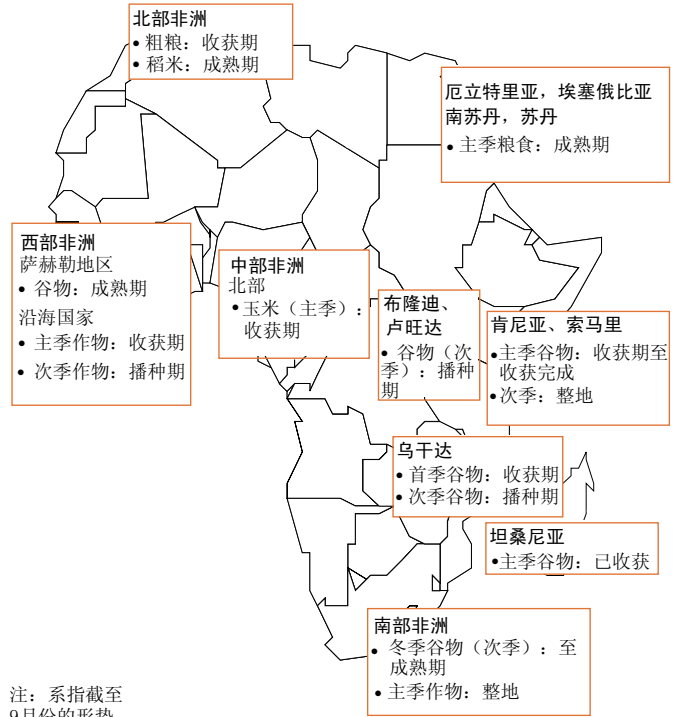 北部非洲
• 粗粮：收获期
• 稻米：成熟期
厄立特里亚，埃塞俄比亚
南苏丹，苏丹
• 主季粮食：成熟期
西部非洲
萨赫勒地区
• 谷物：成熟期
沿海国家
• 主季作物：收获期
• 次季作物：播种期
中部非洲
北部
• 玉米（主季）：
收获期
布隆迪、
卢旺达
• 谷物（次
季）：播种
期
肯尼亚、索马里
• 主季谷物：收获期至
收获完成
• 次季：整地
乌干达
• 首季谷物：收获期
• 次季谷物：播种期
坦桑尼亚
• 主季谷物：已收获
南部非洲
• 冬季谷物（次季）：至
成熟期
• 主季作物：整地
注：系指截至
9月份的形势